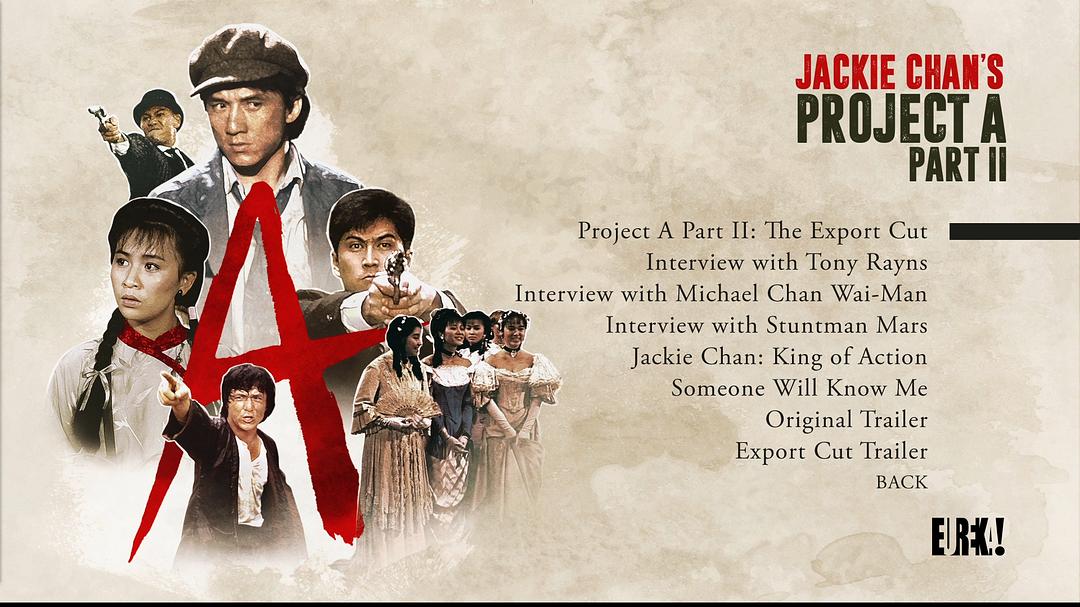 JACKIE CHAN'S
PROJECT A
PART II
Project A Part II: The Export Cut
Interview with Tony Rayns
Interview with Michael Chan Wai-Man
Interview with Stuntman Mars
Jackie Chan: King of Action
Someone Will Know Me
Original Trailer
Export Cut Trailer
BACK
EUREKA!